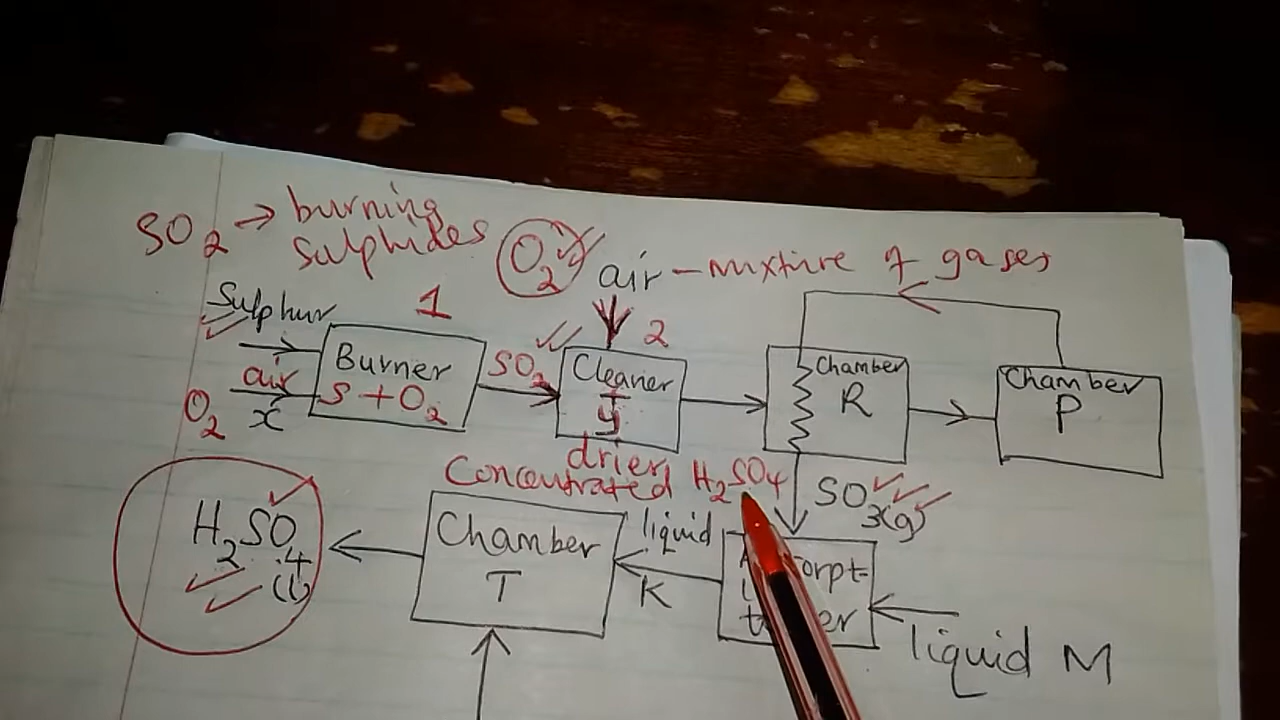 SO2 → burning
sulphides
O2
air - mixture of gases
Sulphur
1
2
air
O2
x
Burner
S + O2
SO2
Cleaner
y
drier
Concentrated H2SO4
Chamber
R
Chamber
P
SO3(g)
H2SO4(l)
Chamber
T
liquid
K
liquid M